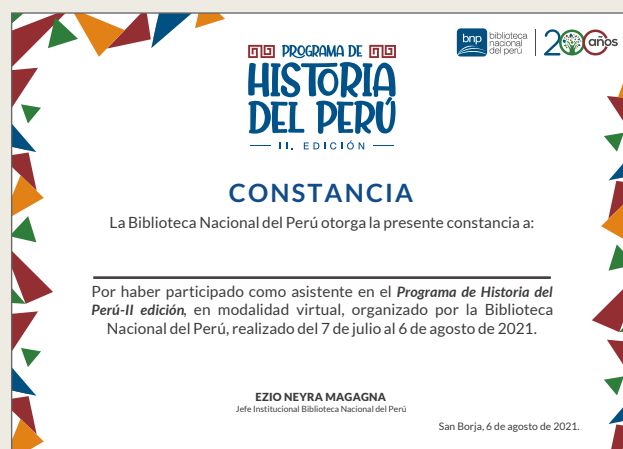 PROGRAMA DE
HISTORIA
DEL PERÚ
II. EDICIÓN
bnp
biblioteca
nacional
del perú
200 años
CONSTANCIA
La Biblioteca Nacional del Perú otorga la presente constancia a:
Por haber participado como asistente en el Programa de Historia del
Perú-II edición, en modalidad virtual, organizado por la Biblioteca
Nacional del Perú, realizado del 7 de julio al 6 de agosto de 2021.
EZIO NEYRA MAGAGNA
Jefe Institucional Biblioteca Nacional del Perú
San Borja, 6 de agosto de 2021.